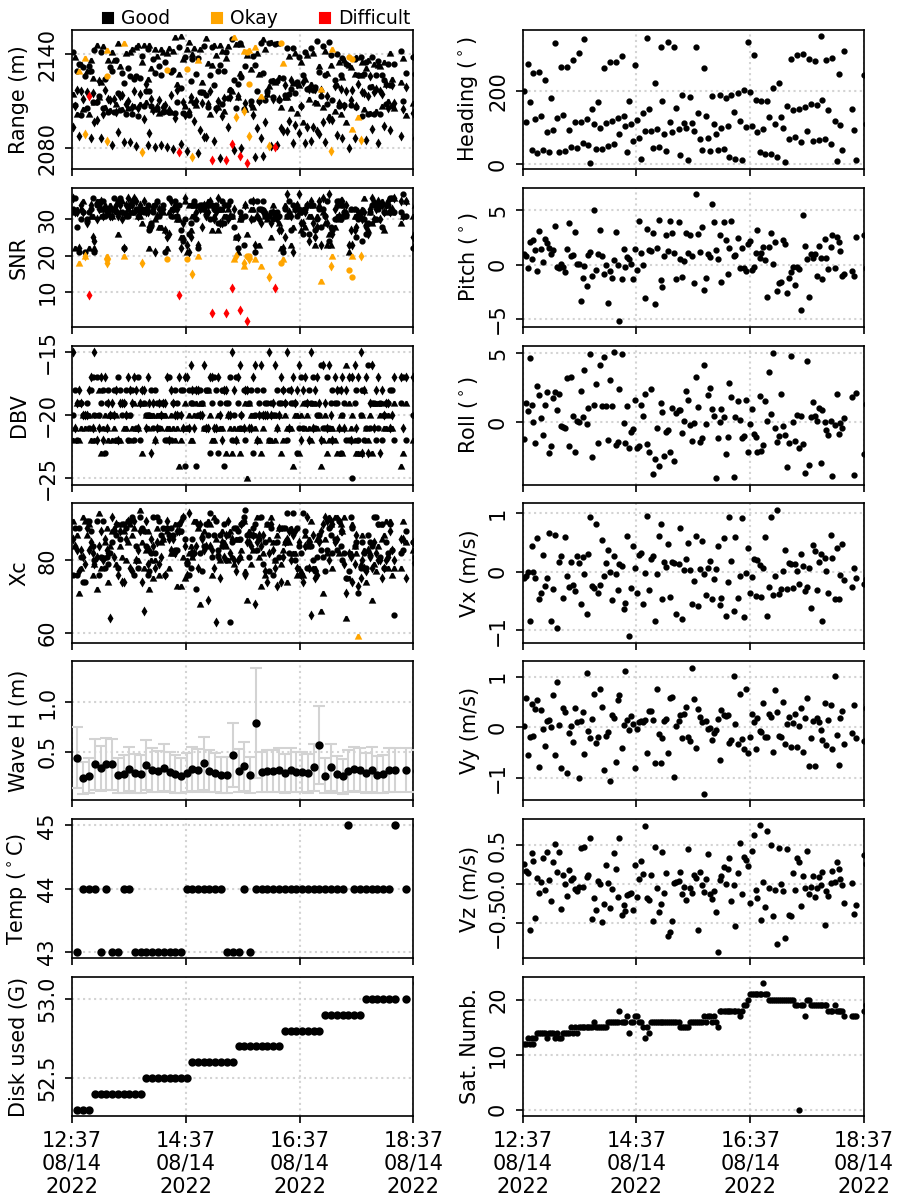 Good Okay Difficult
Range (m)
2140
2080
Heading (°)
200
0
SNR
30
20
10
Pitch (°)
5
0
−5
DBV
−15
−20
−25
Roll (°)
5
0
Xc
80
60
Vx (m/s)
1
0
−1
Wave H (m)
1.0
0.5
Vy (m/s)
1
0
−1
Temp (°C)
45
44
43
Vz (m/s)
0.5
0.0
−0.5
Disk used (G)
53.0
52.5
Sat. Numb.
20
10
0
12:37 14:37 16:37 18:37 12:37 14:37 16:37 18:37
08/14 08/14 08/14 08/14 08/14 08/14 08/14 08/14
2022 2022 2022 2022 2022 2022 2022 2022